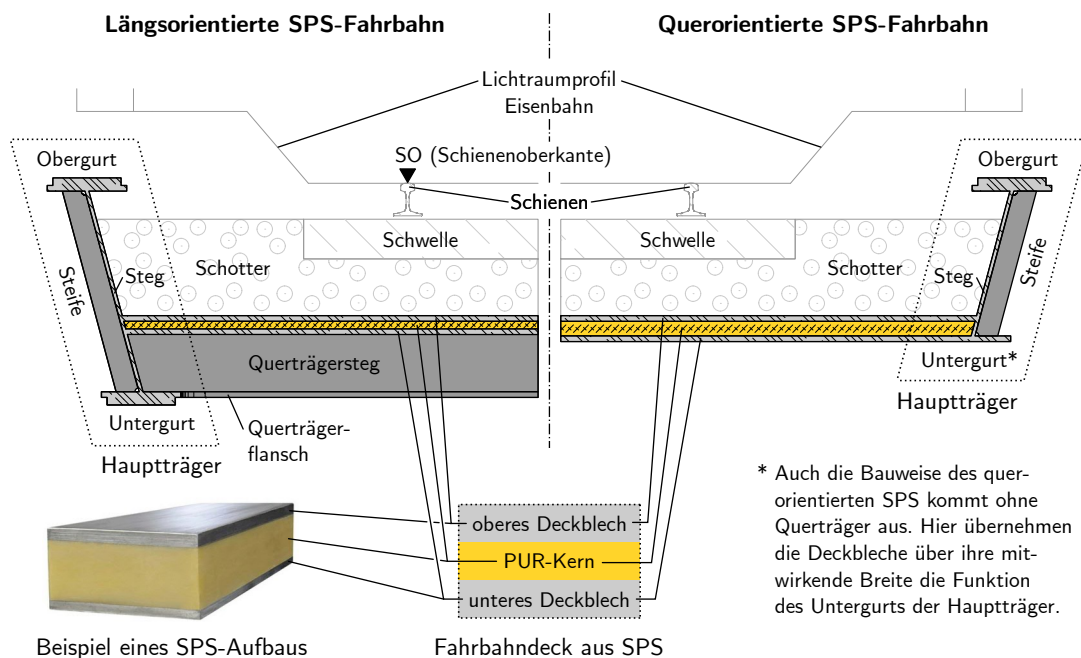 Längsorientierte SPS-Fahrbahn
Querorientierte SPS-Fahrbahn
Lichtraumprofil
Eisenbahn
SO (Schienenoberkante)
Obergurt
Obergurt
Schienen
Schwelle
Schwelle
Schotter
Schotter
Steg
Steg
Steife
Steife
Querträgersteg
Untergurt*
Untergurt
Hauptträger
Querträger-
flansch
Hauptträger
* Auch die Bauweise des quer-
orientierten SPS kommt ohne
Querträger aus. Hier übernehmen
die Deckbleche über ihre mit-
wirkende Breite die Funktion
des Untergurts der Hauptträger.
oberes Deckblech
PUR-Kern
unteres Deckblech
Beispiel eines SPS-Aufbaus
Fahrbahndeck aus SPS